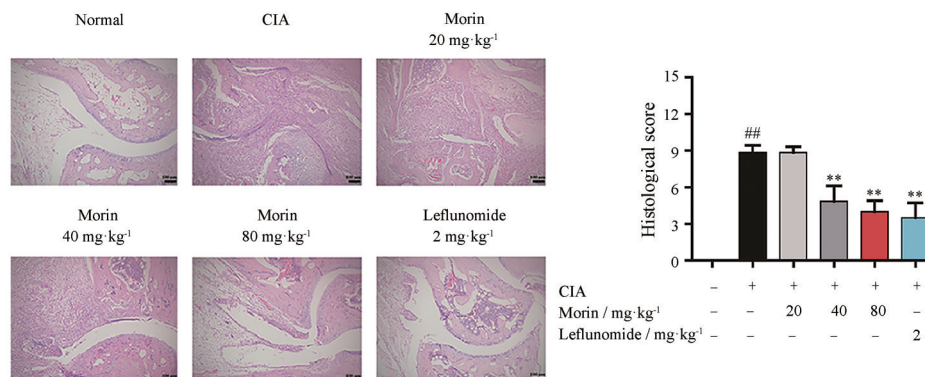 Normal
CIA
Morin
20 mg·kg⁻¹
Morin
40 mg·kg⁻¹
Morin
80 mg·kg⁻¹
Leflunomide
2 mg·kg⁻¹
Histological score
15
12
9
6
3
0
##
**
**
**
CIA – + + + + +
Morin / mg·kg⁻¹ – – 20 40 80 –
Leflunomide / mg·kg⁻¹ – – – – – 2